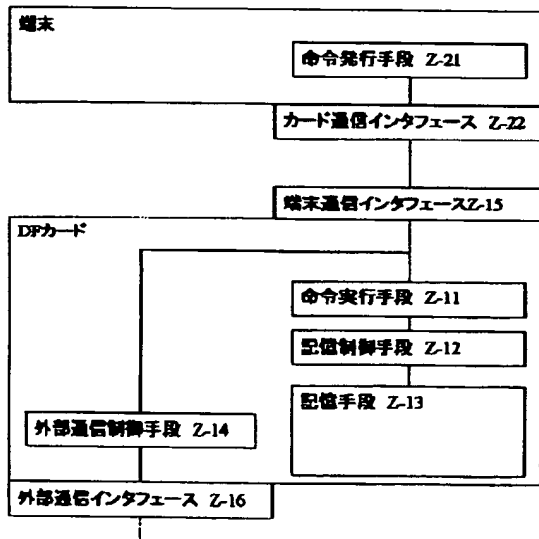 端末
命令発行手段 Z-21
カード通信インタフェース Z-22
端末通信インタフェースZ-15
DFカード
命令実行手段 Z-11
記憶制御手段 Z-12
記憶手段 Z-13
外部通信制御手段 Z-14
外部通信インタフェース Z-16